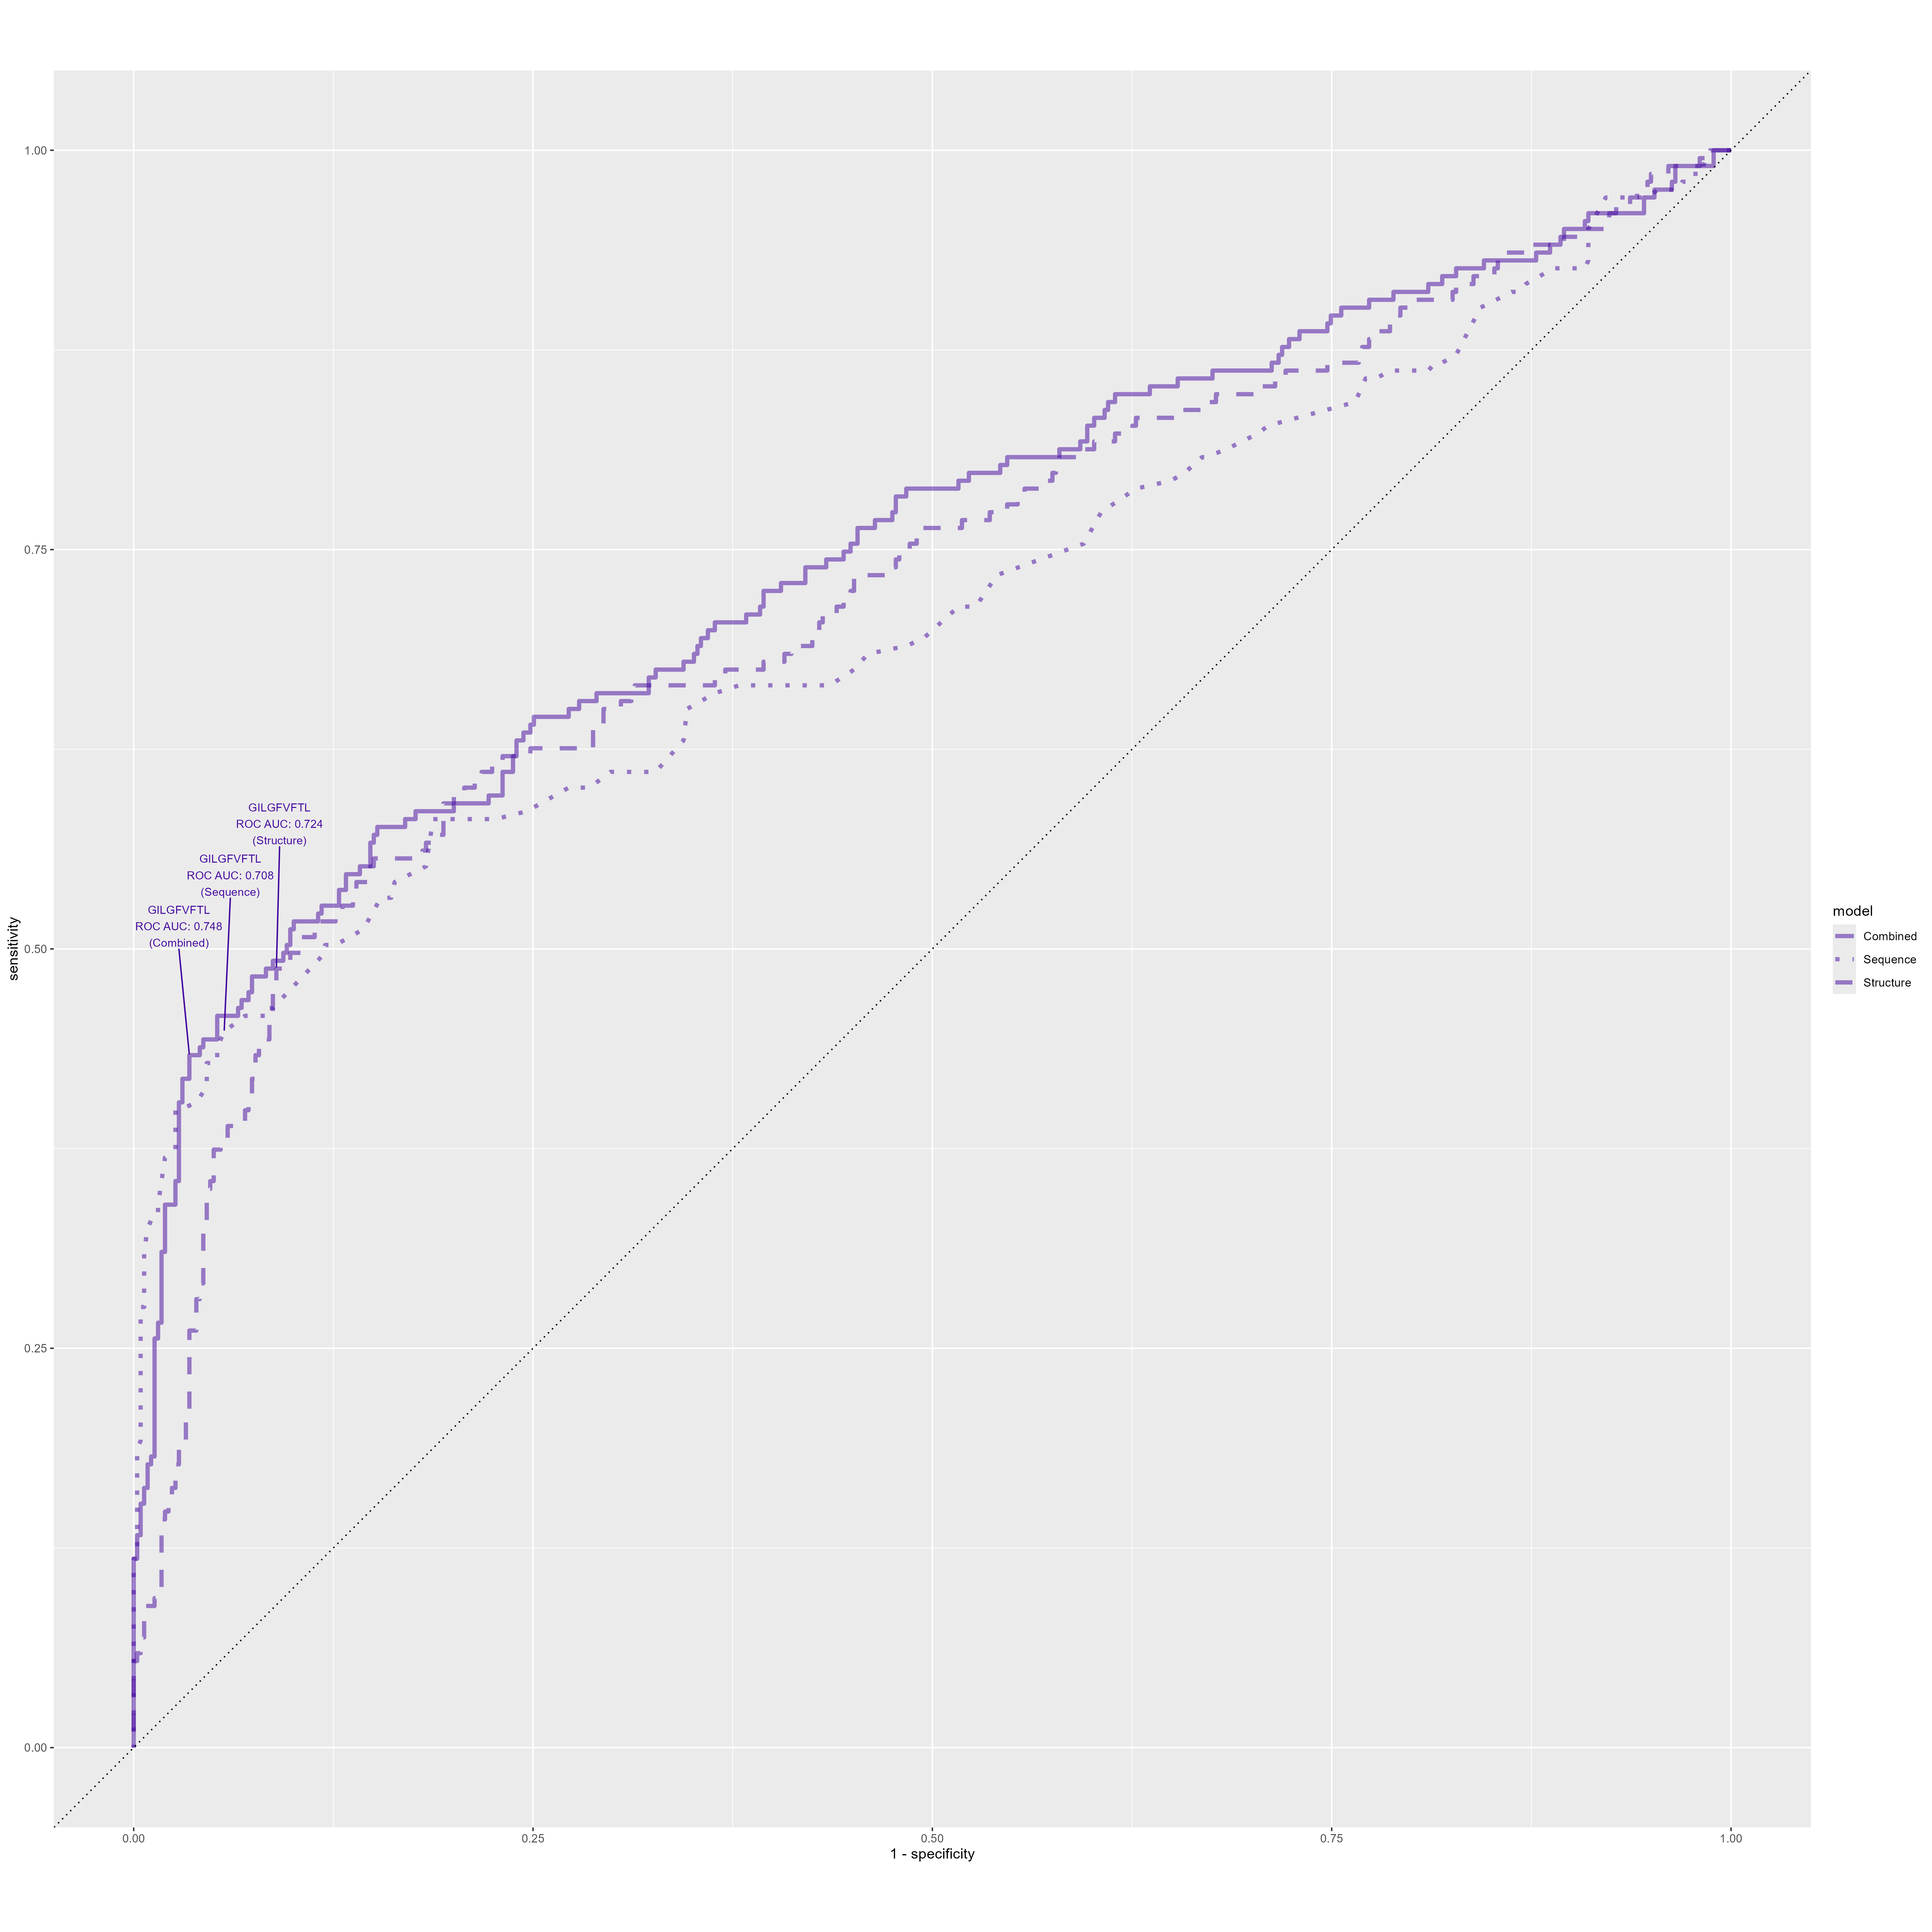 1.00
0.75
0.50
0.25
0.00
sensitivity
GILGFVFTL
ROC AUC: 0.724
(Structure)
GILGFVFTL
ROC AUC: 0.708
(Sequence)
GILGFVFTL
ROC AUC: 0.748
(Combined)
0.00
0.25
0.50
0.75
1.00
1 - specificity
model
Combined
Sequence
Structure